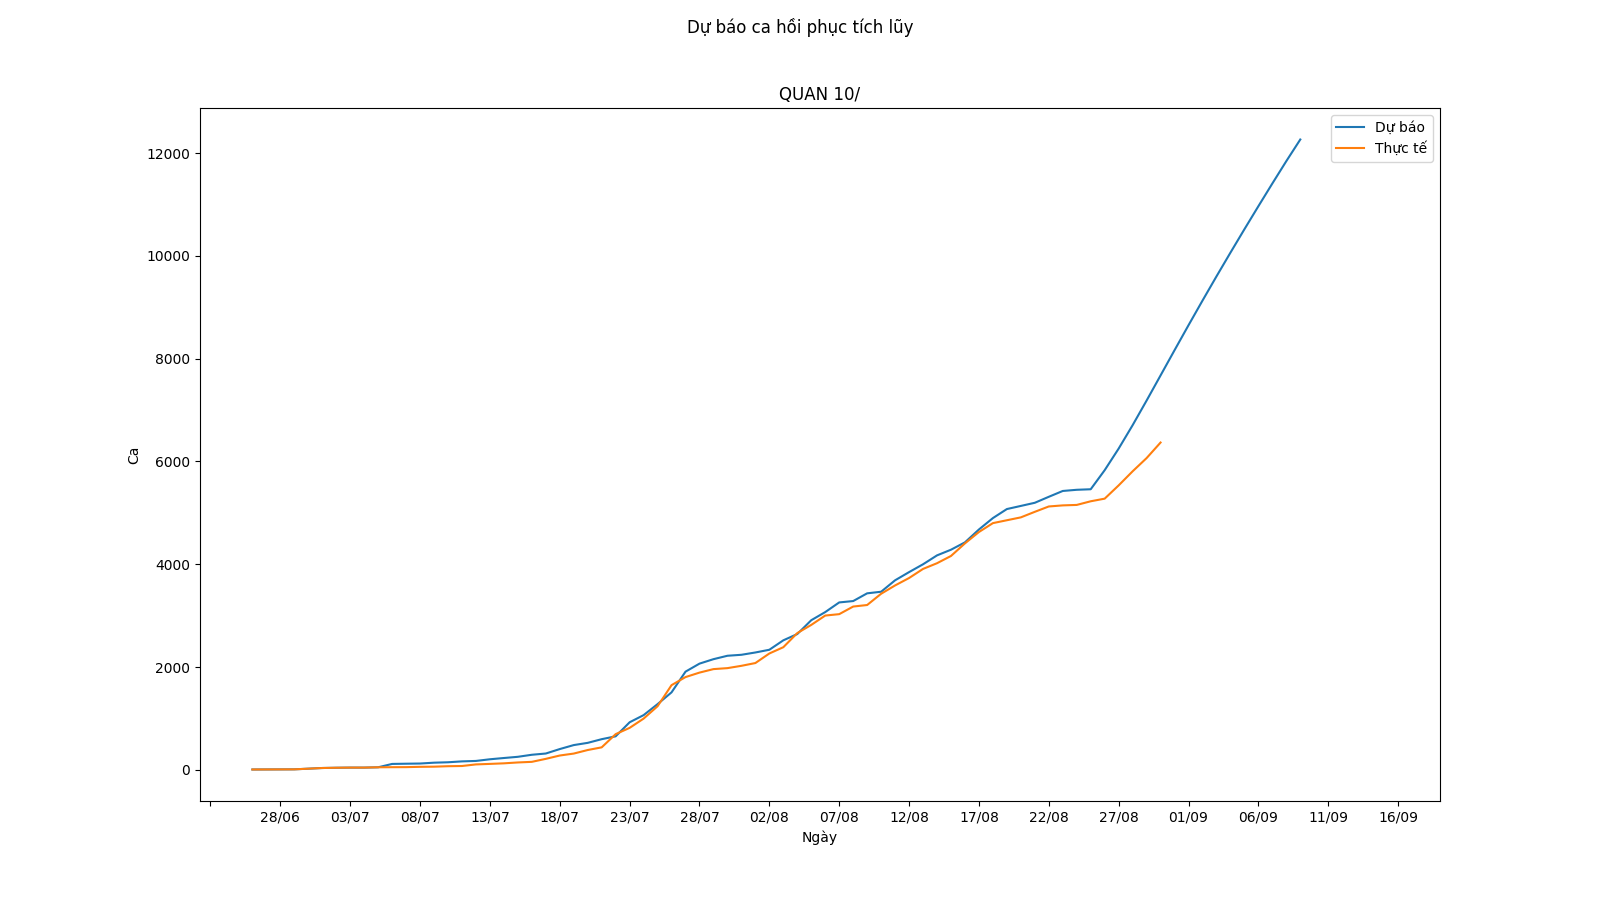 Dự báo ca hồi phục tích lũy
QUAN 10/
Dự báo
Thực tế
12000
10000
8000
6000
4000
2000
0
Ca
28/06 03/07 08/07 13/07 18/07 23/07 28/07 02/08 07/08 12/08 17/08 22/08 27/08 01/09 06/09 11/09 16/09
Ngày